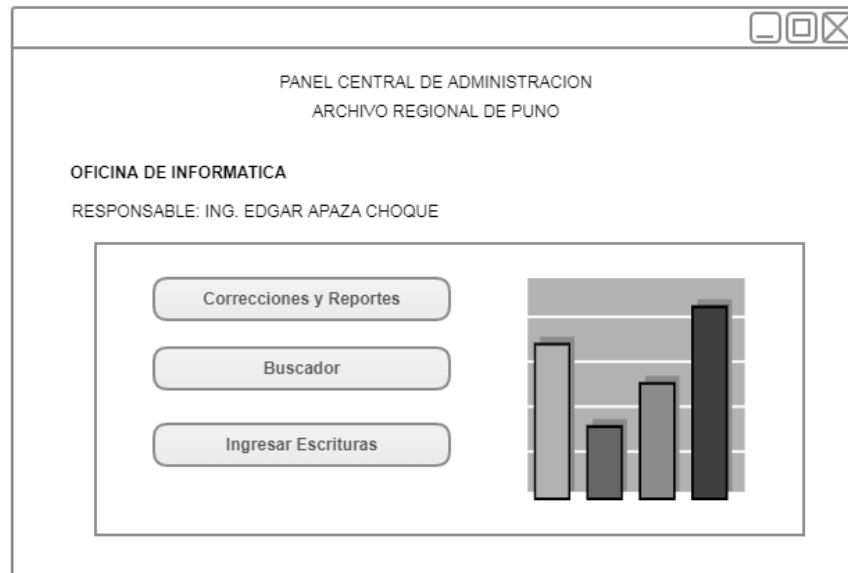 PANEL CENTRAL DE ADMINISTRACION
ARCHIVO REGIONAL DE PUNO
OFICINA DE INFORMATICA
RESPONSABLE: ING. EDGAR APAZA CHOQUE
Correcciones y Reportes
Buscador
Ingresar Escrituras